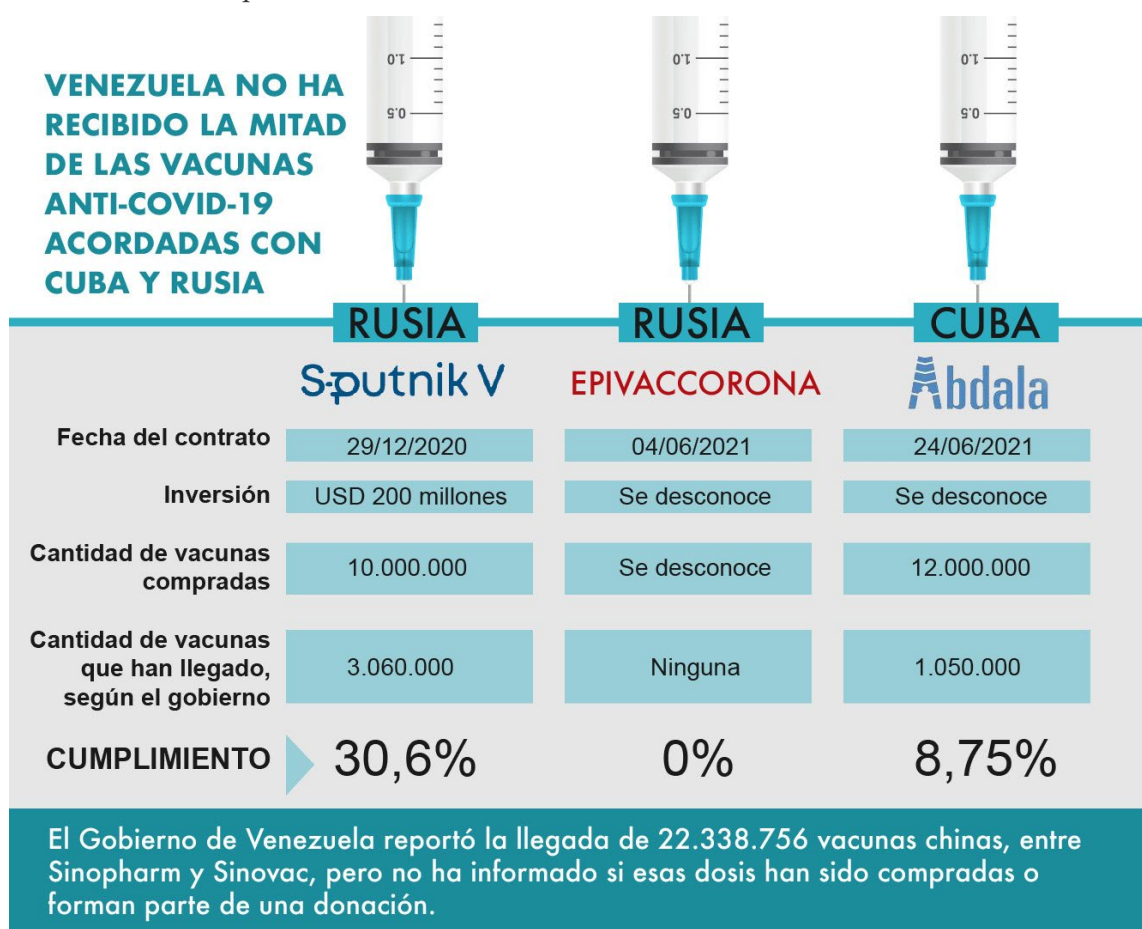 VENEZUELA NO HA
RECIBIDO LA MITAD
DE LAS VACUNAS
ANTI-COVID-19
ACORDADAS CON
CUBA Y RUSIA
1.0
0.5
1.0
0.5
1.0
0.5
RUSIA
RUSIA
CUBA
Sputnik V
EPIVACCORONA
Abdala
Fecha del contrato
29/12/2020
04/06/2021
24/06/2021
Inversión
USD 200 millones
Se desconoce
Se desconoce
Cantidad de vacunas
compradas
10.000.000
Se desconoce
12.000.000
Cantidad de vacunas
que han llegado,
según el gobierno
3.060.000
Ninguna
1.050.000
CUMPLIMIENTO
30,6%
0%
8,75%
El Gobierno de Venezuela reportó la llegada de 22.338.756 vacunas chinas, entre
Sinopharm y Sinovac, pero no ha informado si esas dosis han sido compradas o
forman parte de una donación.